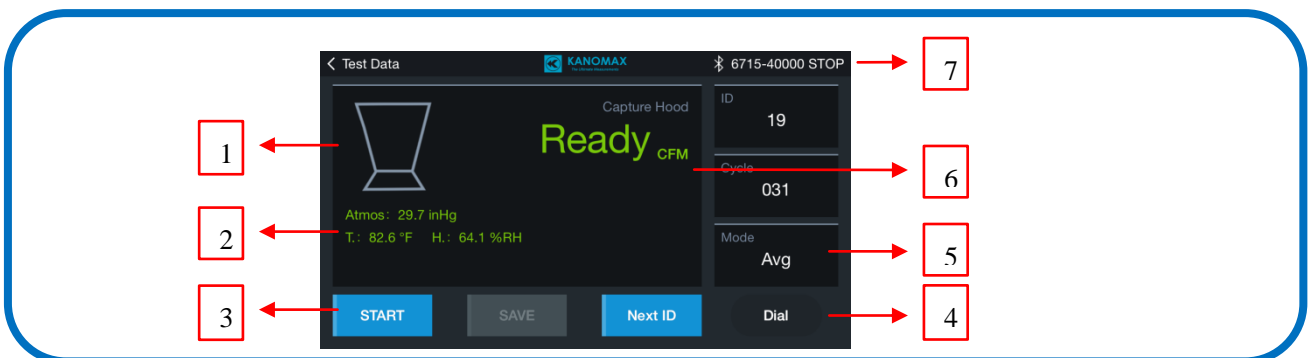 Test Data
KANOMAX
6715-40000 STOP
7
Capture Hood
Ready CFM
ID
19
1
Cycle
031
6
Atmos: 29.7 inHg
T.: 82.6 °F H.: 64.1 %RH
2
Mode
Avg
5
3
START
SAVE
Next ID
Dial
4